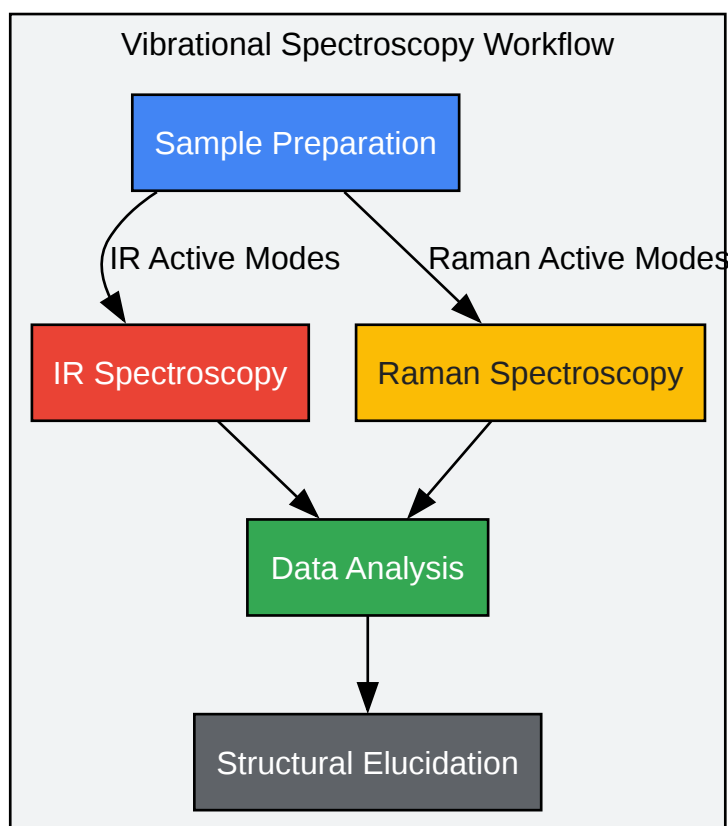 Vibrational Spectroscopy Workflow
Sample Preparation
IR Active Modes
Raman Active Modes
IR Spectroscopy
Raman Spectroscopy
Data Analysis
Structural Elucidation